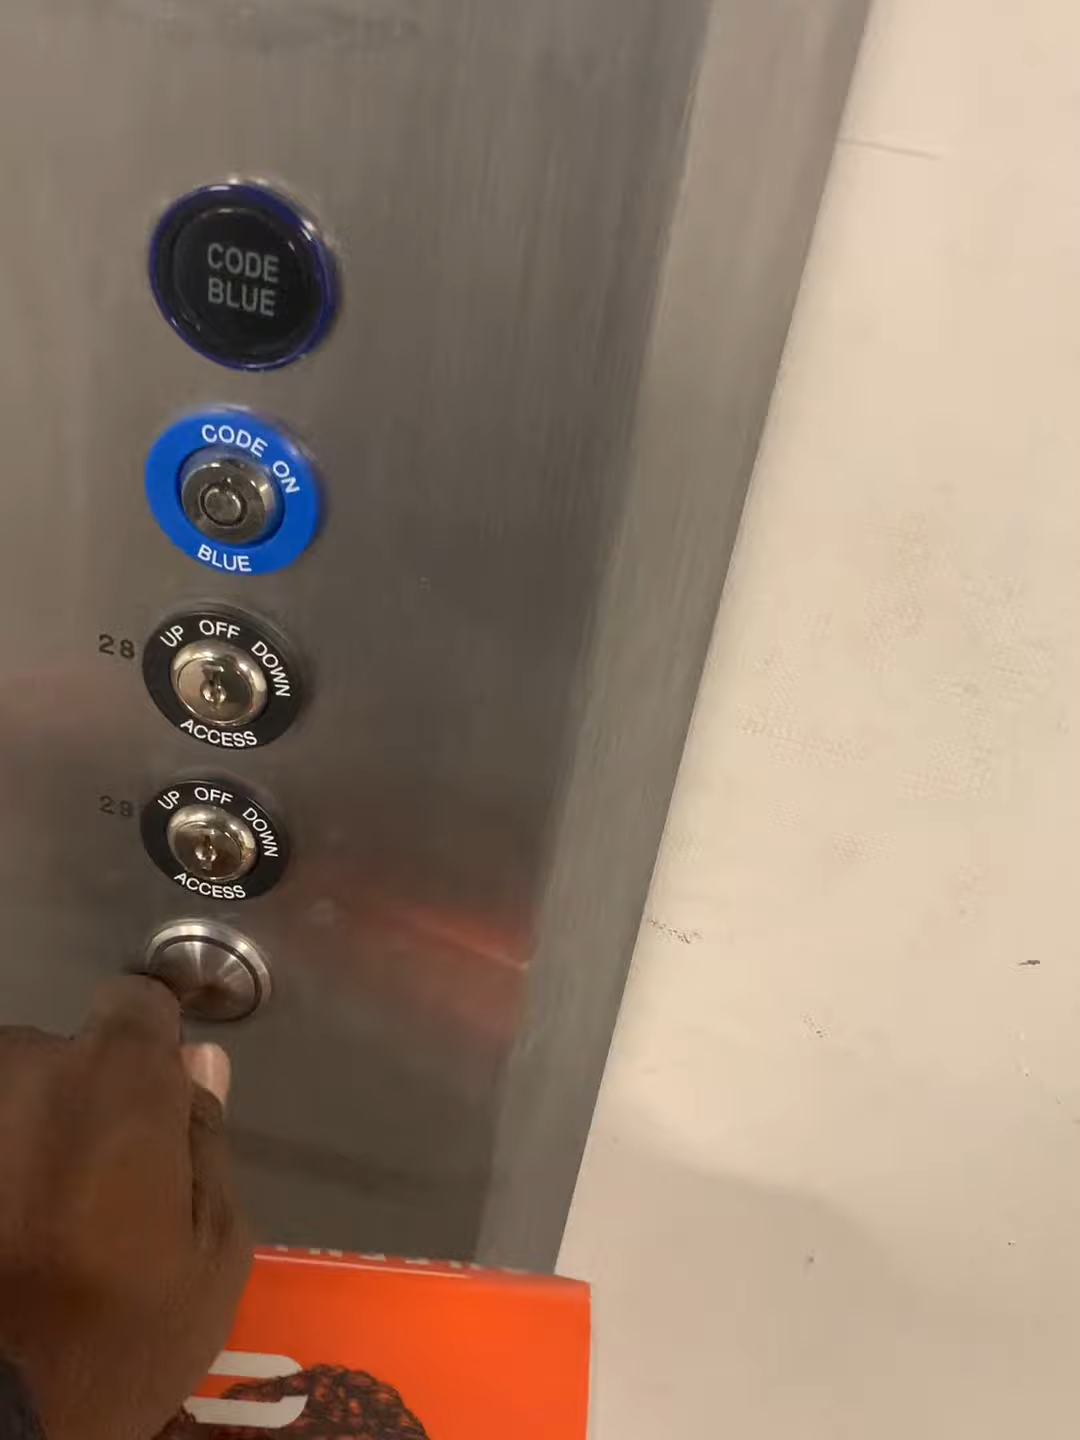 CODE
BLUE
CODE ON
BLUE
28
UP OFF DOWN
ACCESS
29
UP OFF DOWN
ACCESS